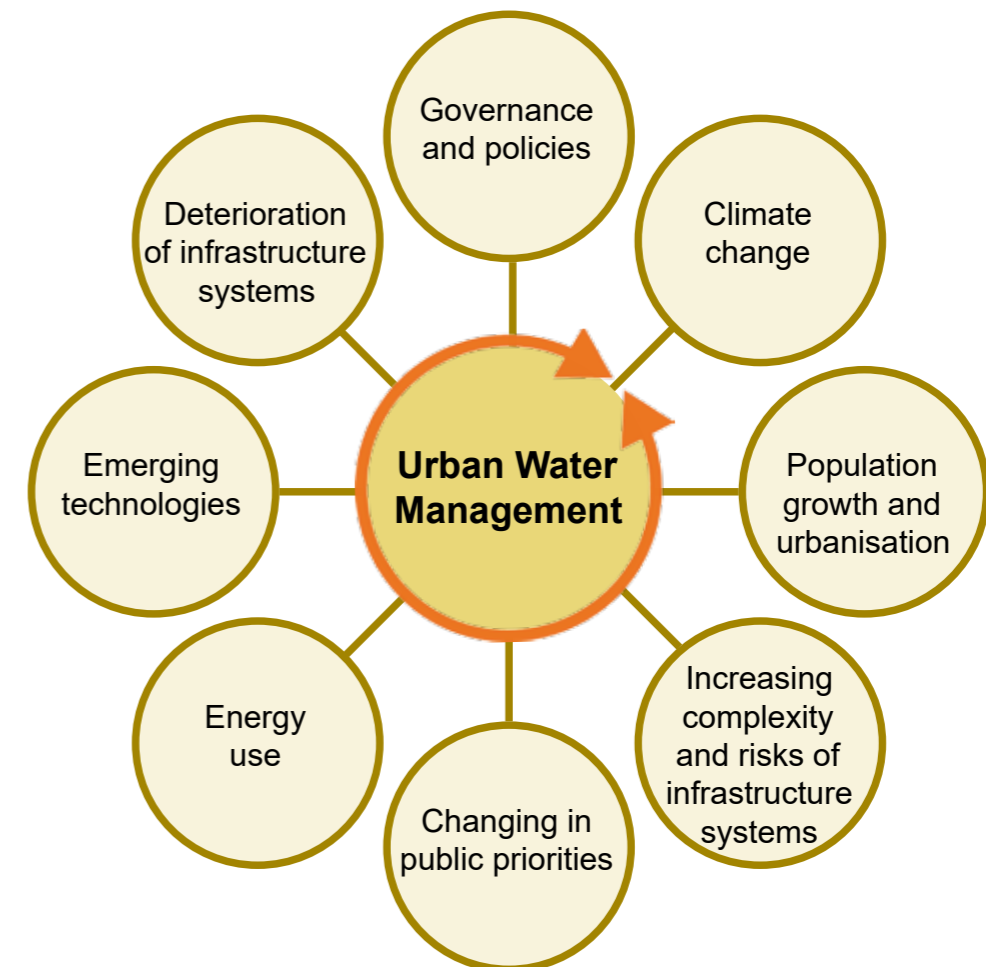 Governance
and policies
Climate
change
Population
growth and
urbanisation
Increasing
complexity
and risks of
infrastructure
systems
Changing in
public priorities
Energy
use
Emerging
technologies
Deterioration
of infrastructure
systems
Urban Water
Management